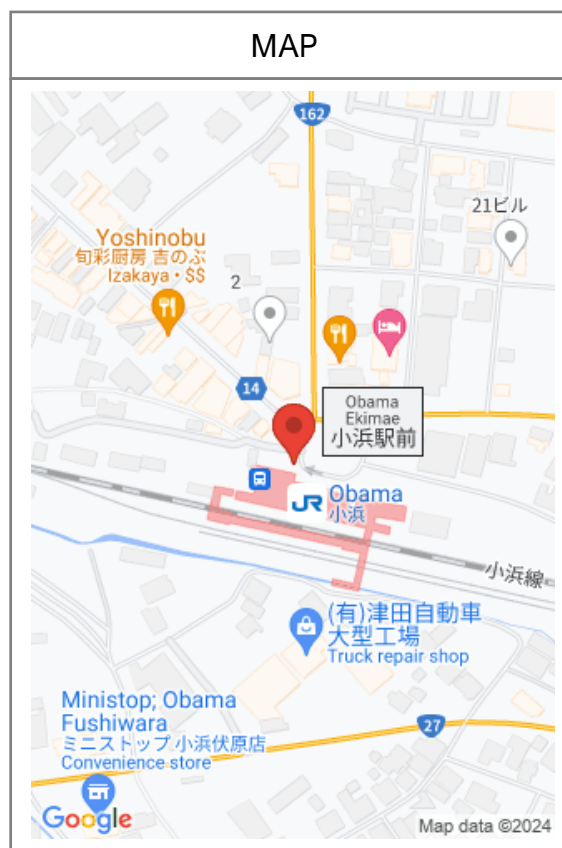 MAP
162
21ビル
Yoshinobu
旬彩厨房 吉のぶ
Izakaya • $$
2
14
Obama
Ekimae
小浜駅前
JR
Obama
小浜
小浜線
(有)津田自動車
大型工場
Truck repair shop
Ministop; Obama
Fushiwara
ミニストップ 小浜伏原店
Convenience store
27
Google
Map data ©2024